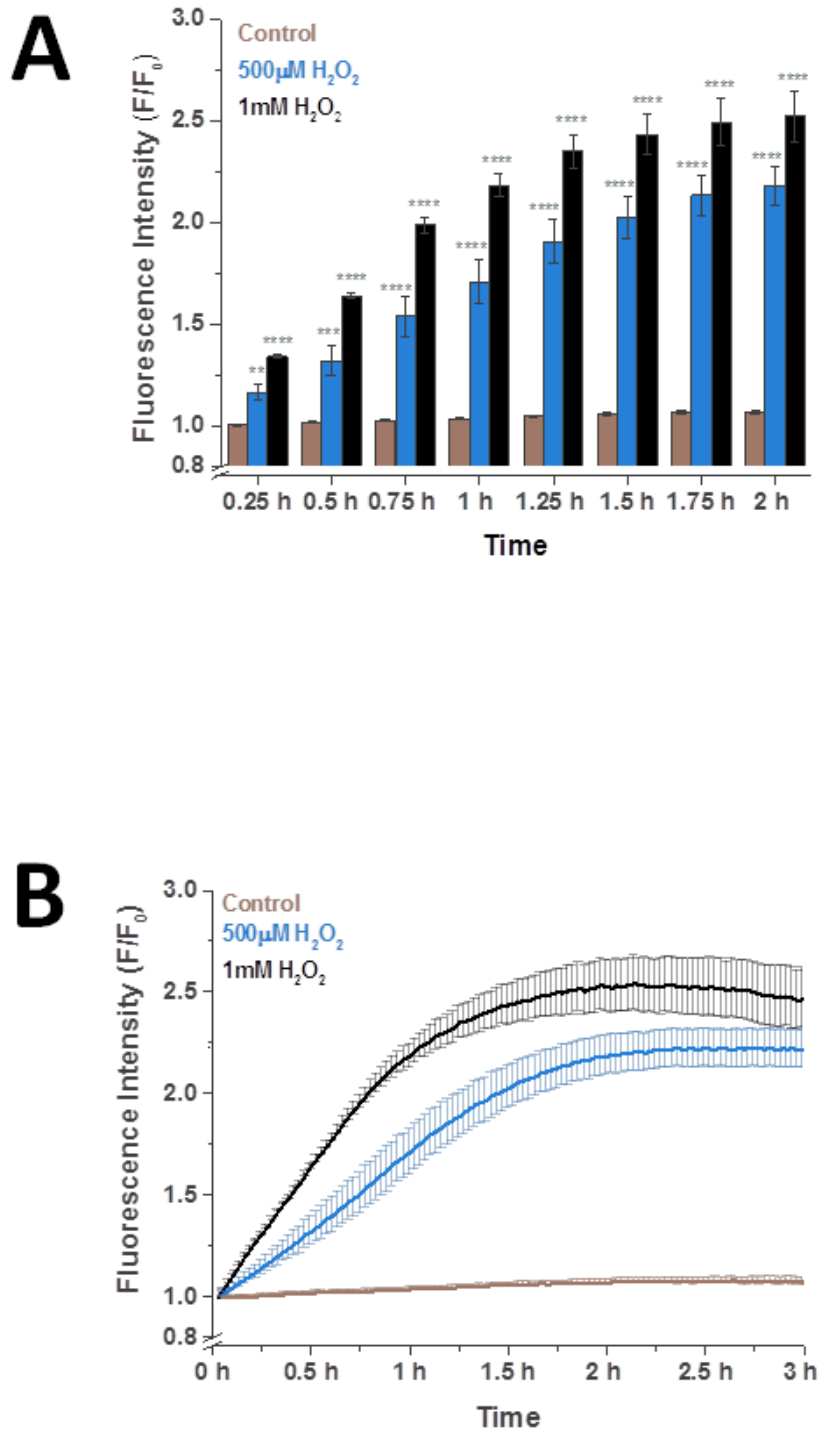 A
Fluorescence Intensity (F/F₀)
3.0
2.5
2.0
1.5
1.0
0.8
Control
500μM H₂O₂
1mM H₂O₂
** **** *** **** **** **** **** **** **** **** **** **** **** **** **** ****
0.25 h 0.5 h 0.75 h 1 h 1.25 h 1.5 h 1.75 h 2 h
Time
B
Fluorescence Intensity (F/F₀)
3.0
2.5
2.0
1.5
1.0
0.8
Control
500μM H₂O₂
1mM H₂O₂
0 h 0.5 h 1 h 1.5 h 2 h 2.5 h 3 h
Time